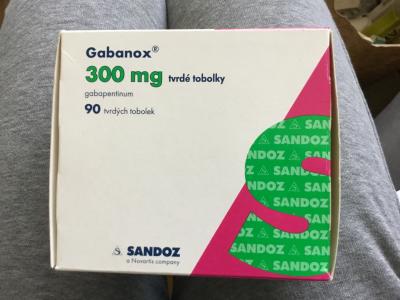 Gabanox®
300 mg tvrdé tobolky
gabapentinum
90 tvrdých tobolek
SANDOZ
SANDOZ
SANDOZ
SANDOZ
SANDOZ
SANDOZ
SANDOZ
SANDOZ
SANDOZ
a Novartis company